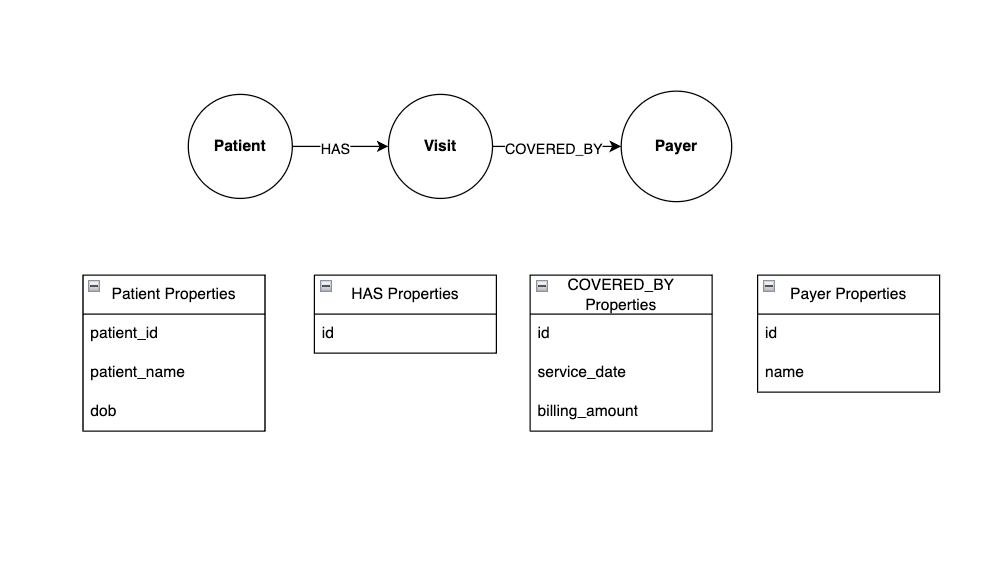 Patient
HAS
Visit
COVERED_BY
Payer
Patient Properties
patient_id
patient_name
dob
HAS Properties
id
COVERED_BY
Properties
id
service_date
billing_amount
Payer Properties
id
name